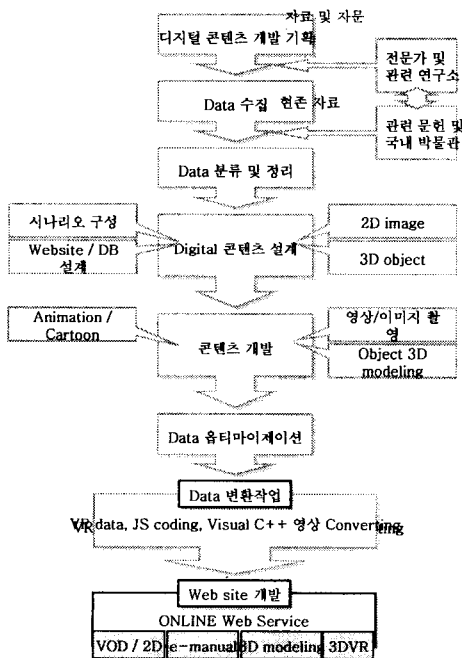 자료 및 자문
디지털 콘텐츠 개발 기획
전문가 및
관련 연구소
Data 수집
현존 자료
관련 문헌 및
국내 박물관
Data 분류 및 정리
시나리오 구성
2D image
Website / DB
설계
Digital 콘텐츠 설계
3D object
Animation /
Cartoon
콘텐츠 개발
영상/이미지 촬
영
Object 3D
modeling
Data 옵티마이제이션
Data 변환작업
VR data, JS coding, Visual C++ 영상 Converting
Web site 개발
ONLINE Web Service
VOD / 2D
e-manual
3D modeling
3DVR